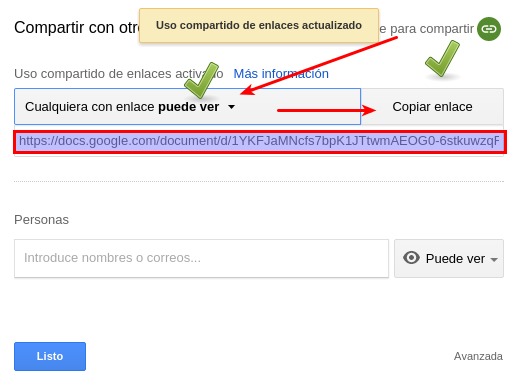 Compartir con otro
Uso compartido de enlaces actualizado
e para compartir
Uso compartido de enlaces activado Más información
Cualquiera con enlace puede ver
Copiar enlace
https://docs.google.com/document/d/1YKFJaMNcfs7bpK1JTtwmAEOG0-6stkuwzqF
Personas
Introduce nombres o correos...
Puede ver
Listo
Avanzada